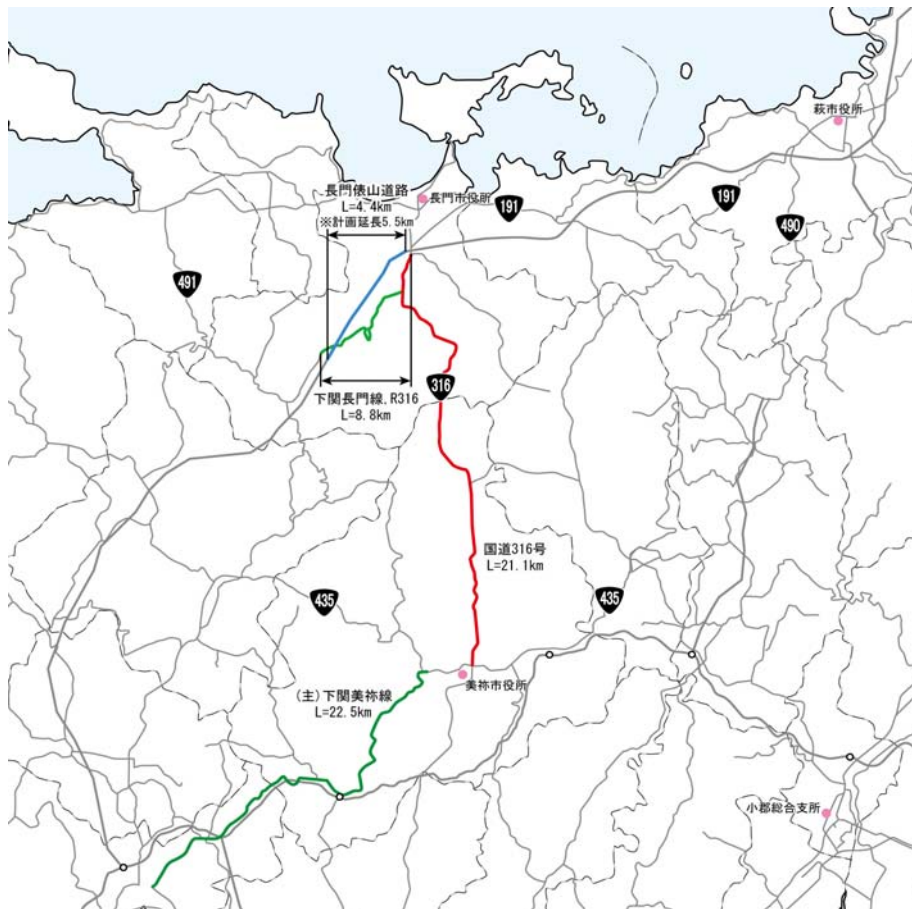 萩市役所
長門俵山道路
L=4.4km
※計画延長5.5km
長門市役所
191
191
490
491
316
下関長門線,R316
L=8.8km
国道316号
L=21.1km
435
435
美祢市役所
(主)下関美祢線
L=22.5km
小郡総合支所